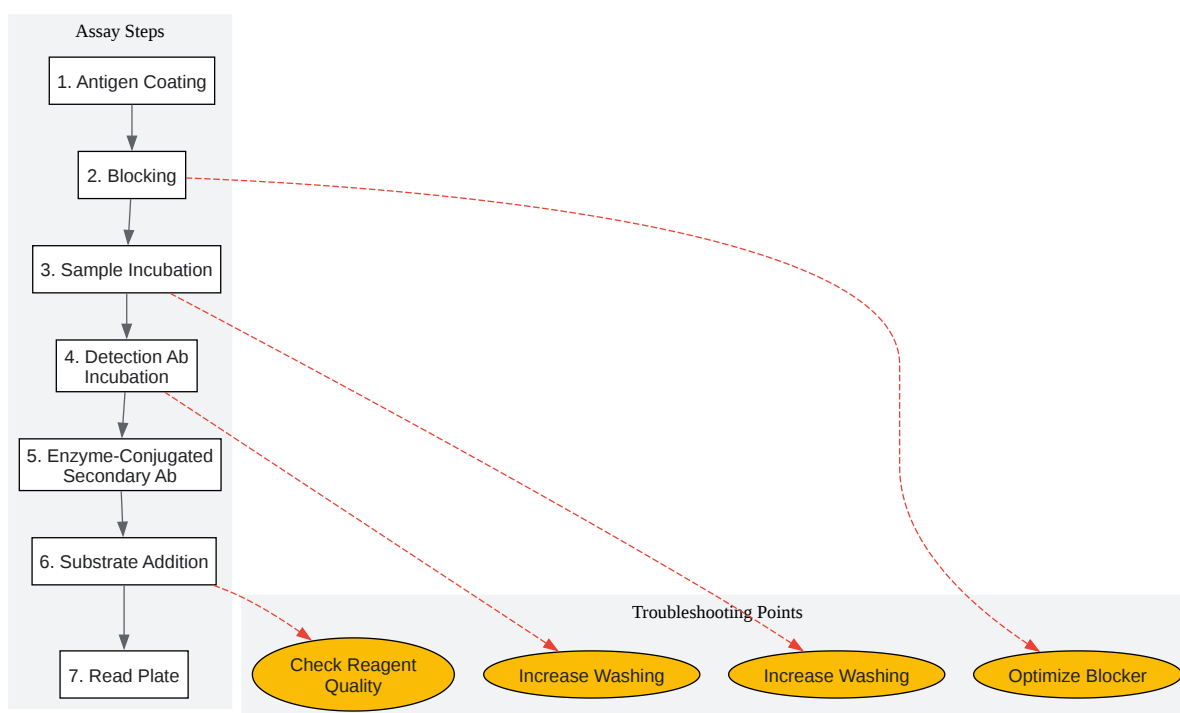 Assay Steps
1. Antigen Coating
2. Blocking
3. Sample Incubation
4. Detection Ab
Incubation
5. Enzyme-Conjugated
Secondary Ab
6. Substrate Addition
7. Read Plate
Troubleshooting Points
Check Reagent
Quality
Increase Washing
Increase Washing
Optimize Blocker